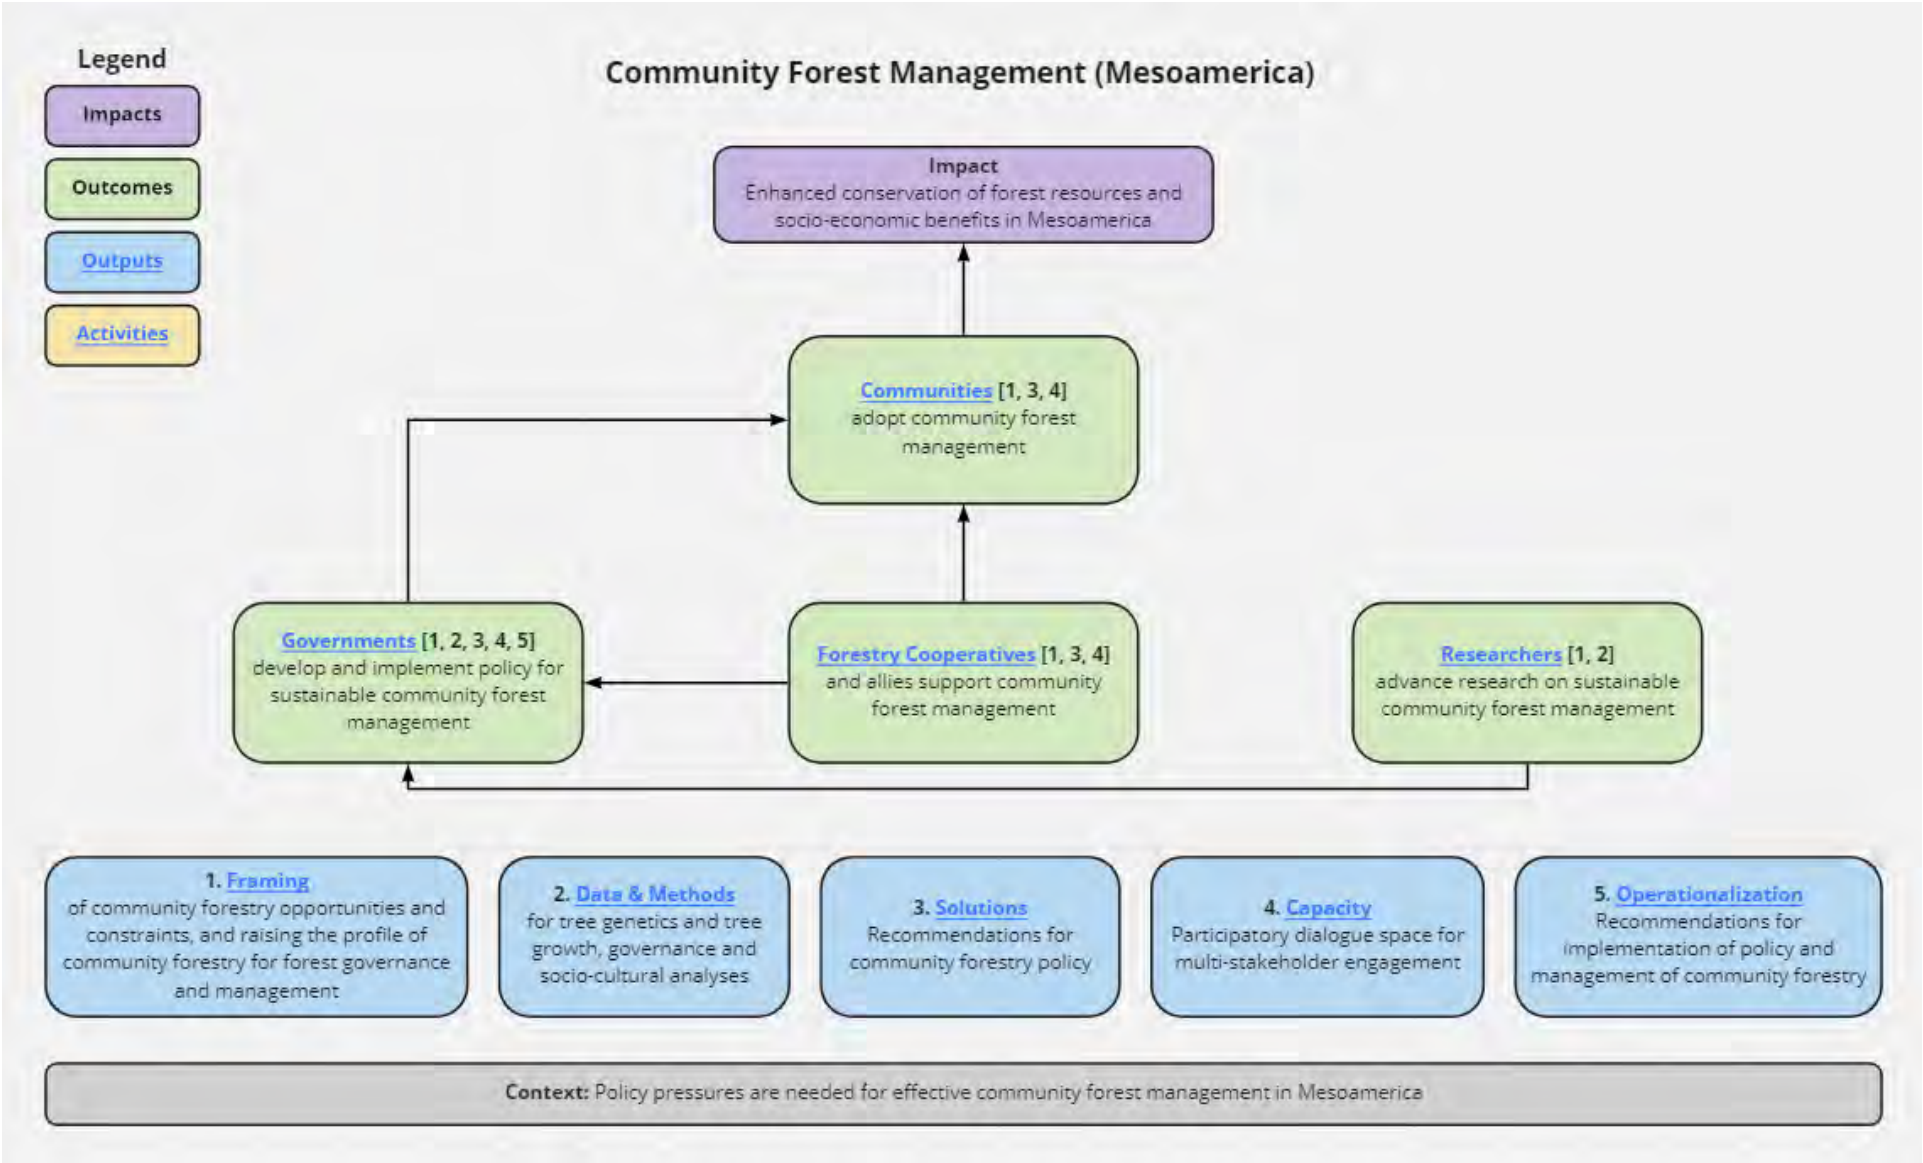 Legend
Impacts
Outcomes
Outputs
Activities
Community Forest Management (Mesoamerica)
Impact
Enhanced conservation of forest resources and
socio-economic benefits in Mesoamerica
Communities [1, 3, 4]
adopt community forest
management
Governments [1, 2, 3, 4, 5]
develop and implement policy for
sustainable community forest
management
Forestry Cooperatives [1, 3, 4]
and allies support community
forest management
Researchers [1, 2]
advance research on sustainable
community forest management
1. Framing
of community forestry opportunities and
constraints, and raising the profile of
community forestry for forest governance
and management
2. Data & Methods
for tree genetics and tree
growth, governance and
socio-cultural analyses
3. Solutions
Recommendations for
community forestry policy
4. Capacity
Participatory dialogue space for
multi-stakeholder engagement
5. Operationalization
Recommendations for
implementation of policy and
management of community forestry
Context: Policy pressures are needed for effective community forest management in Mesoamerica